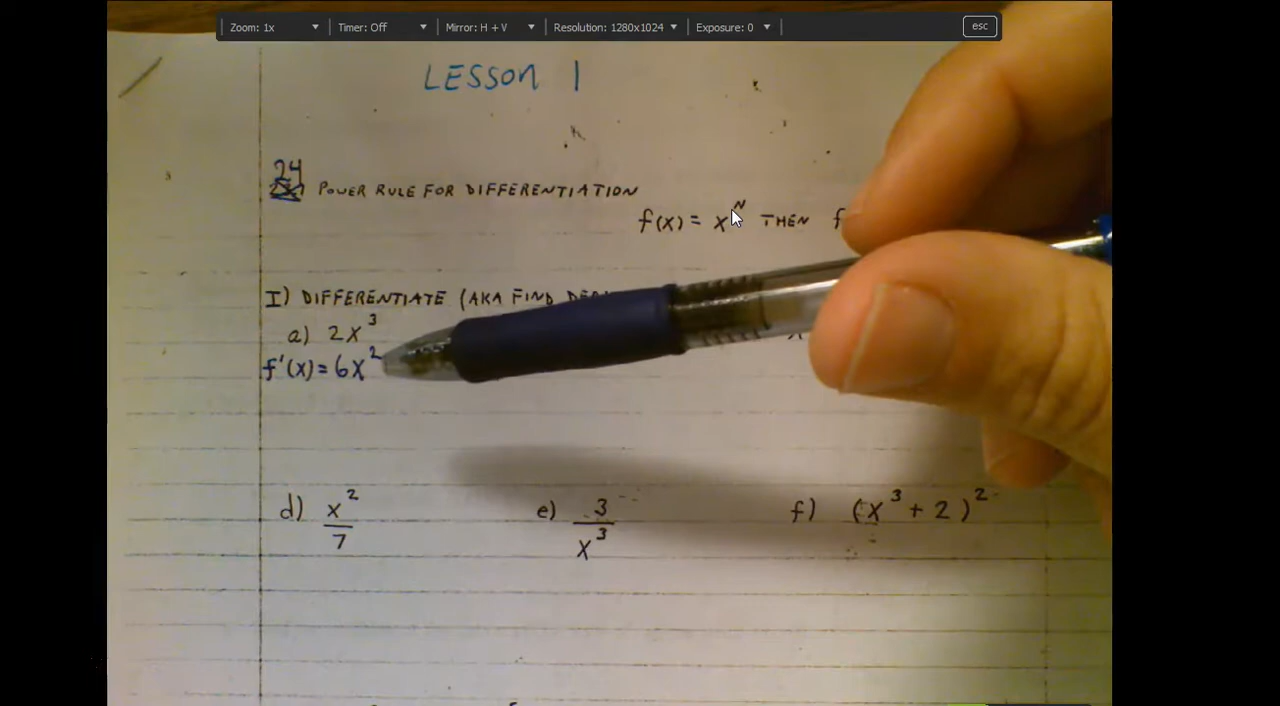 Zoom: 1x Timer: Off Mirror: H + V Resolution: 1280x1024 Exposure: 0 esc
LESSON 1
24 POWER RULE FOR DIFFERENTIATION
f(x) = x^N THEN f
I) DIFFERENTIATE (AKA FIND
a) 2x^3
f'(x) = 6x^2
d) x^2/7 e) 3/x^3 f) (x^3 + 2)^2